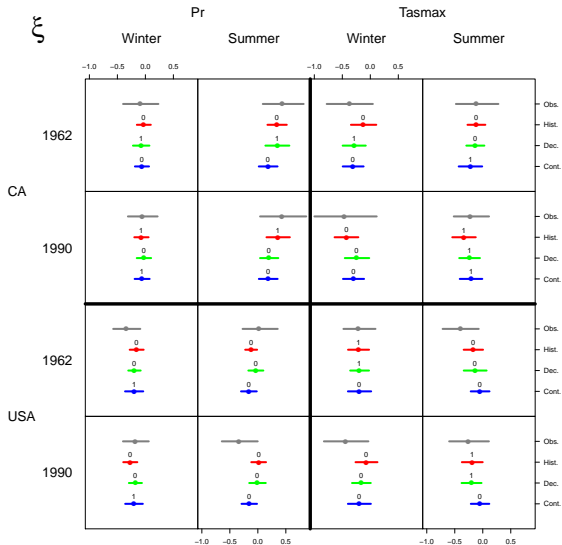 Pr Tasmax
ξ
Winter Summer Winter Summer
−1.0 −0.5 0.0 0.5 −1.0 −0.5 0.0 0.5
Obs.
0 0 0 0 Hist.
1962
1 1 1 0 Dec.
0 0 0 0 Cont.
CA
Obs.
1 1 0 1 Hist.
1990
0 0 0 1 Dec.
1 0 0 1 Cont.
Obs.
0 0 1 0 Hist.
1962
0 0 1 0 Dec.
1 0 0 0 Cont.
USA
Obs.
0 0 0 1 Hist.
1990
0 0 0 0 Dec.
1 0 0 0 Cont.
−1.0 −0.5 0.0 0.5 −1.0 −0.5 0.0 0.5